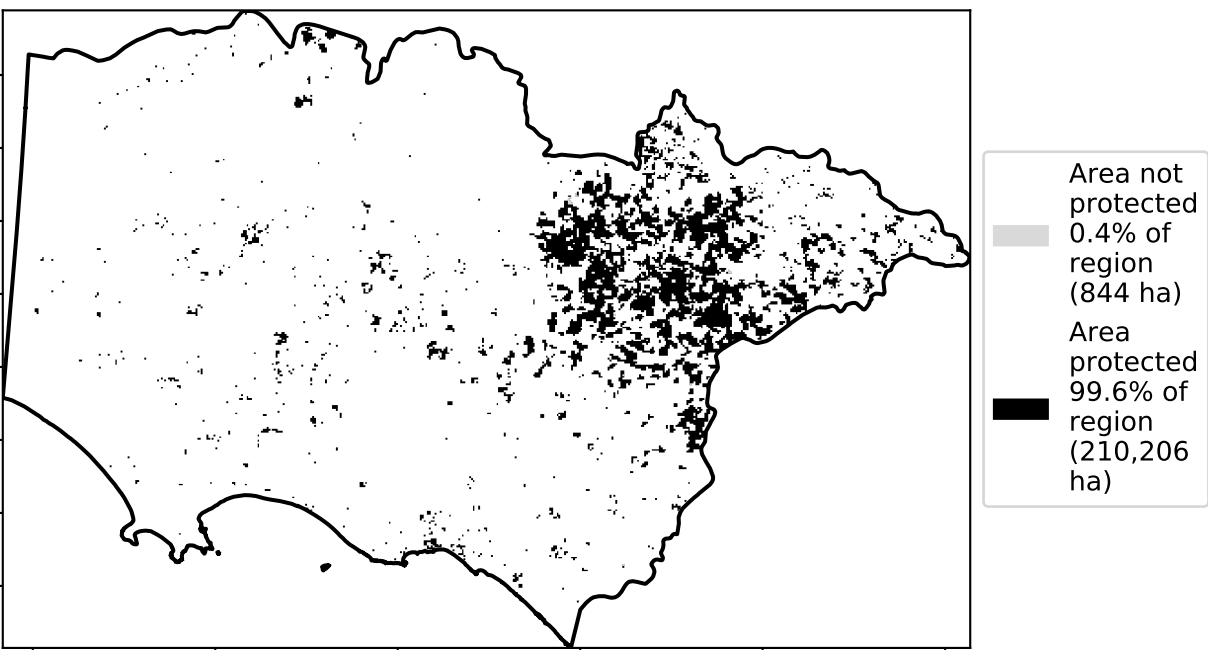 Area not
protected
0.4% of
region
(844 ha)
Area
protected
99.6% of
region
(210,206
ha)